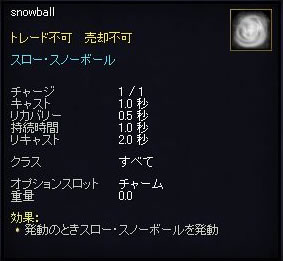 snowball
トレード不可　売却不可
スロー・スノーボール
チャージ 1 / 1
キャスト 1.0 秒
リカバリー 0.5 秒
持続時間 1.0 秒
リキャスト 2.0 秒
クラス すべて
オプションスロット チャーム
重量 0.0
効果:
• 発動のときスロー・スノーボールを発動